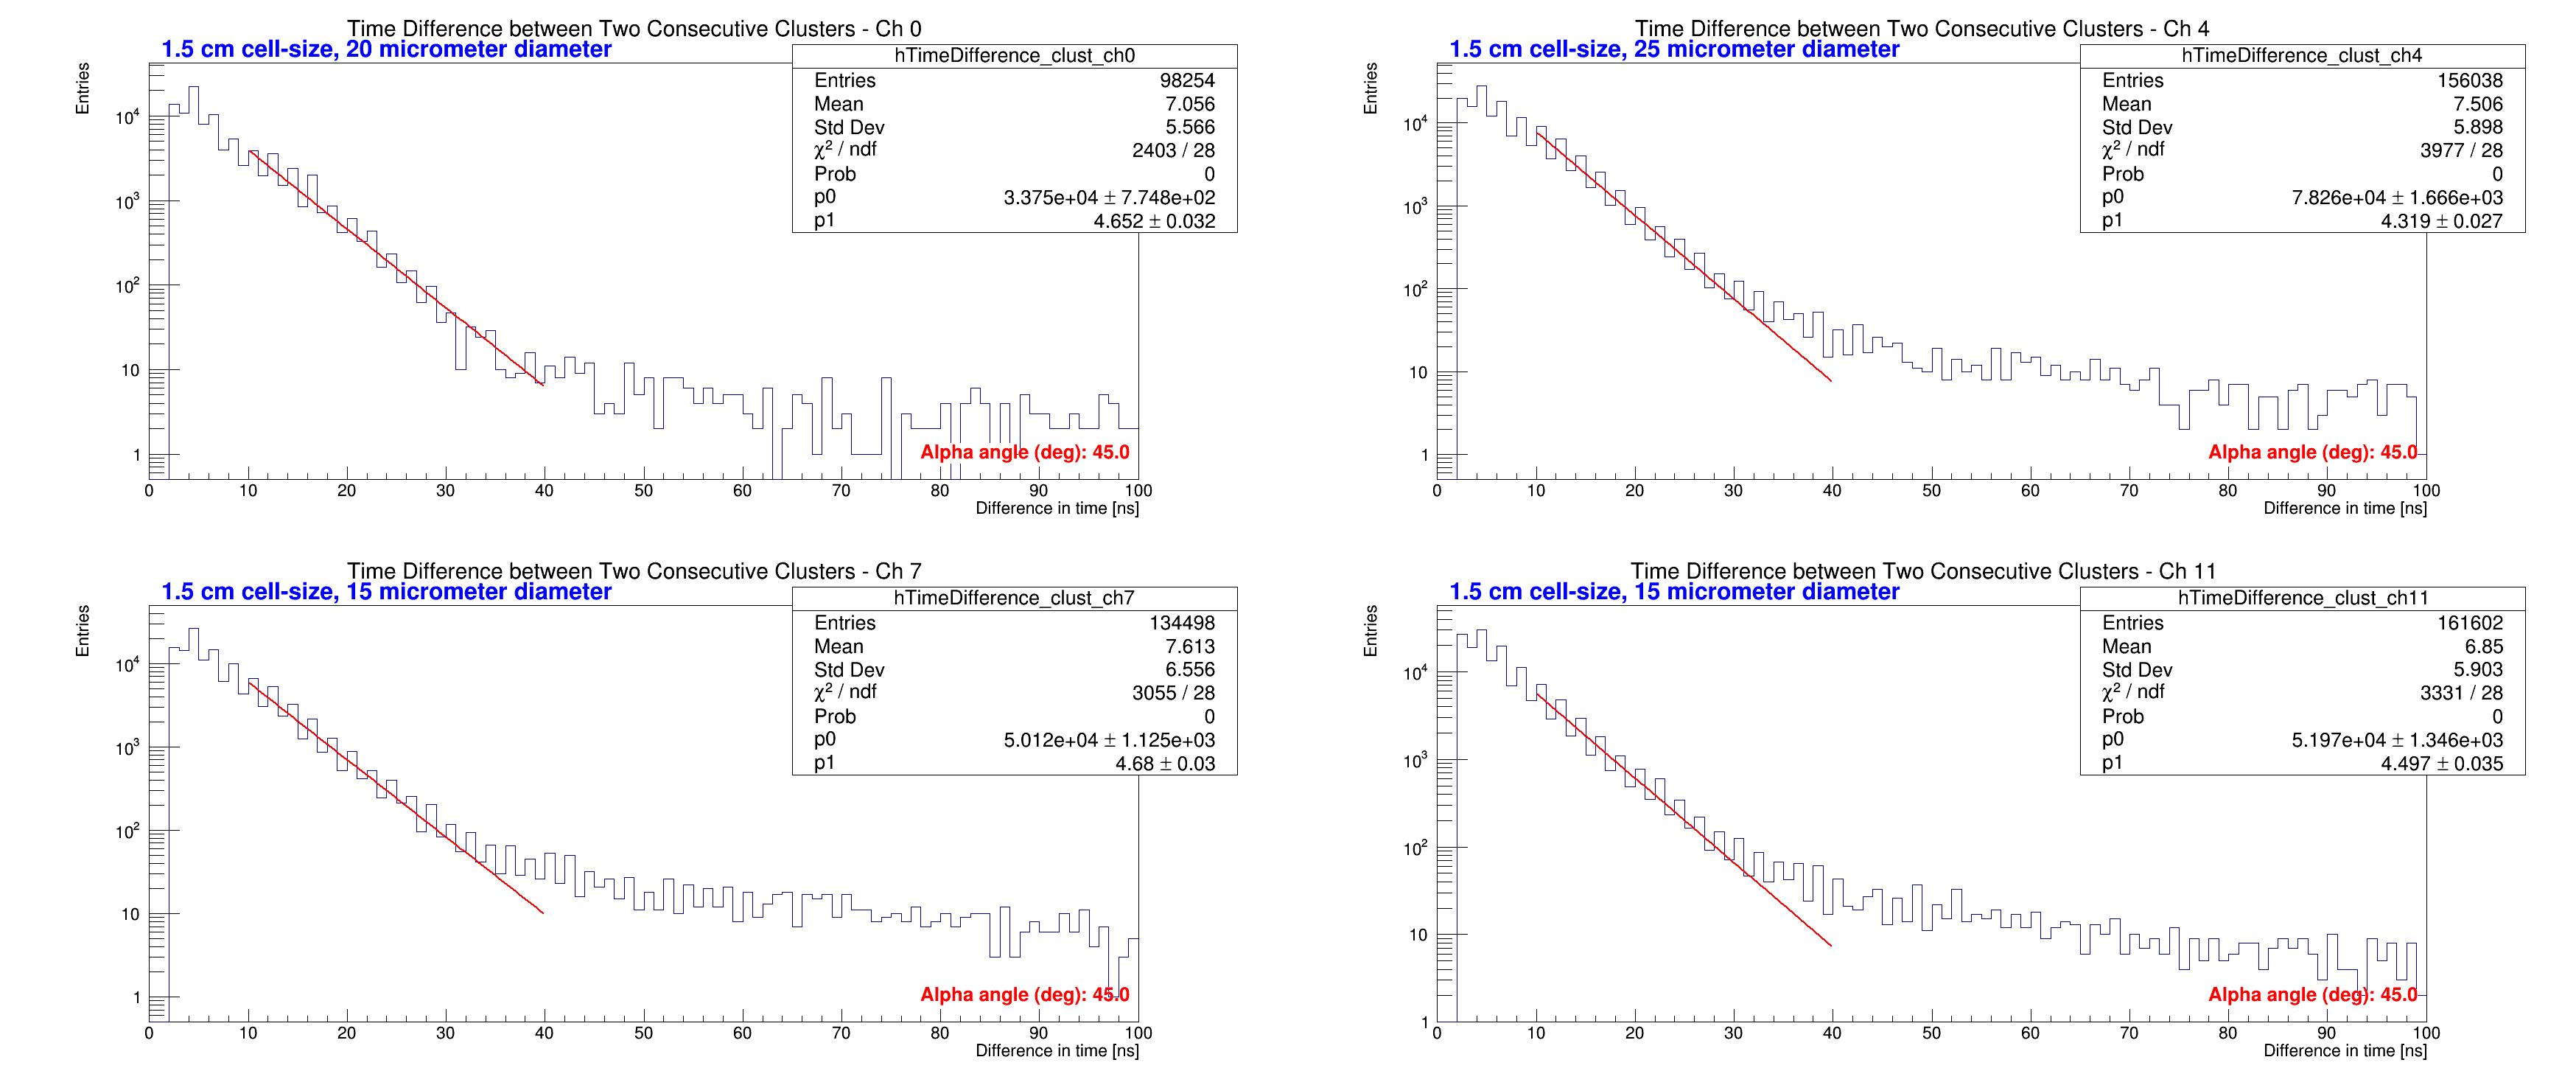 Time Difference between Two Consecutive Clusters - Ch 0
1.5 cm cell-size, 20 micrometer diameter
hTimeDifference_clust_ch0
Entries 98254
Mean 7.056
Std Dev 5.566
χ² / ndf 2403 / 28
Prob 0
p0 3.375e+04 ± 7.748e+02
p1 4.652 ± 0.032
Entries
10⁴
10³
10²
10
1
Alpha angle (deg): 45.0
0 10 20 30 40 50 60 70 80 90 100
Difference in time [ns]
Time Difference between Two Consecutive Clusters - Ch 4
1.5 cm cell-size, 25 micrometer diameter
hTimeDifference_clust_ch4
Entries 156038
Mean 7.506
Std Dev 5.898
χ² / ndf 3977 / 28
Prob 0
p0 7.826e+04 ± 1.666e+03
p1 4.319 ± 0.027
Entries
10⁴
10³
10²
10
1
Alpha angle (deg): 45.0
0 10 20 30 40 50 60 70 80 90 100
Difference in time [ns]
Time Difference between Two Consecutive Clusters - Ch 7
1.5 cm cell-size, 15 micrometer diameter
hTimeDifference_clust_ch7
Entries 134498
Mean 7.613
Std Dev 6.556
χ² / ndf 3055 / 28
Prob 0
p0 5.012e+04 ± 1.125e+03
p1 4.68 ± 0.03
Entries
10⁴
10³
10²
10
1
Alpha angle (deg): 45.0
0 10 20 30 40 50 60 70 80 90 100
Difference in time [ns]
Time Difference between Two Consecutive Clusters - Ch 11
1.5 cm cell-size, 15 micrometer diameter
hTimeDifference_clust_ch11
Entries 161602
Mean 6.85
Std Dev 5.903
χ² / ndf 3331 / 28
Prob 0
p0 5.197e+04 ± 1.346e+03
p1 4.497 ± 0.035
Entries
10⁴
10³
10²
10
1
Alpha angle (deg): 45.0
0 10 20 30 40 50 60 70 80 90 100
Difference in time [ns]